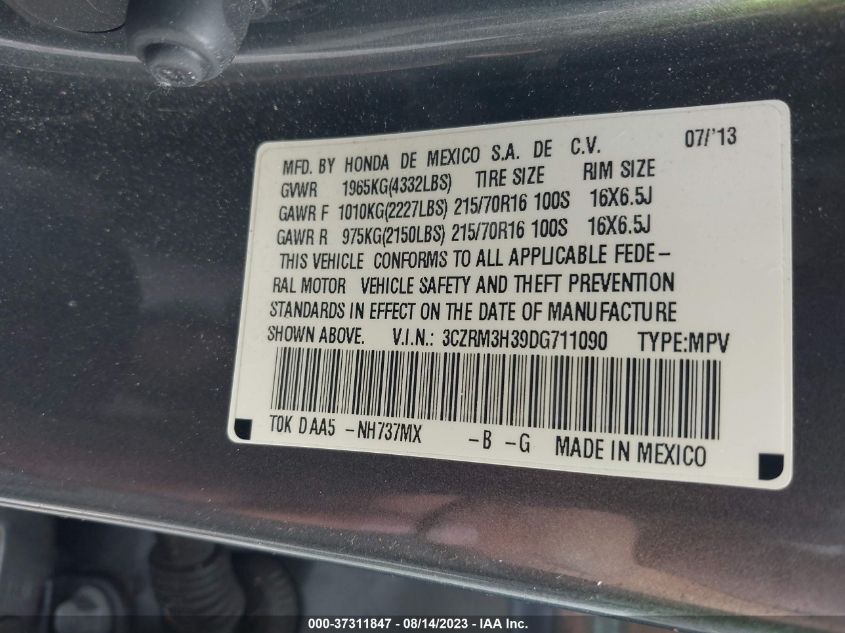 MFD. BY HONDA DE MEXICO S.A. DE C.V. 07/'13
GVWR 1965KG(4332LBS) TIRE SIZE RIM SIZE
GAWR F 1010KG(2227LBS) 215/70R16 100S 16X6.5J
GAWR R 975KG(2150LBS) 215/70R16 100S 16X6.5J
THIS VEHICLE CONFORMS TO ALL APPLICABLE FEDE-
RAL MOTOR VEHICLE SAFETY AND THEFT PREVENTION
STANDARDS IN EFFECT ON THE DATE OF MANUFACTURE
SHOWN ABOVE. V.I.N.: 3CZRM3H39DG711090 TYPE:MPV
T0K D AA5 -NH737MX -B -G MADE IN MEXICO
000-37311847 - 08/14/2023 - IAA Inc.